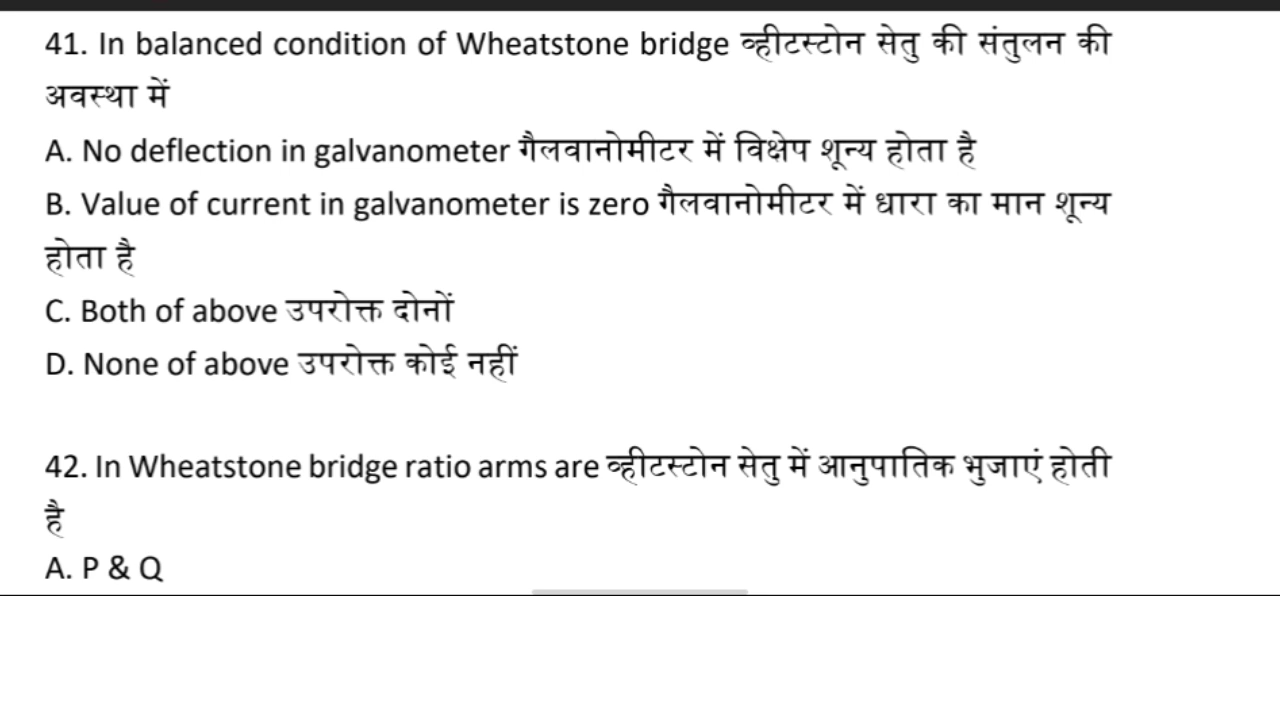 41. In balanced condition of Wheatstone bridge व्हीटस्टोन सेतु की संतुलन की
अवस्था में
A. No deflection in galvanometer गैलवानोमीटर में विक्षेप शून्य होता है
B. Value of current in galvanometer is zero गैलवानोमीटर में धारा का मान शून्य
होता है
C. Both of above उपरोक्त दोनों
D. None of above उपरोक्त कोई नहीं
42. In Wheatstone bridge ratio arms are व्हीटस्टोन सेतु में आनुपातिक भुजाएं होती
है
A. P & Q